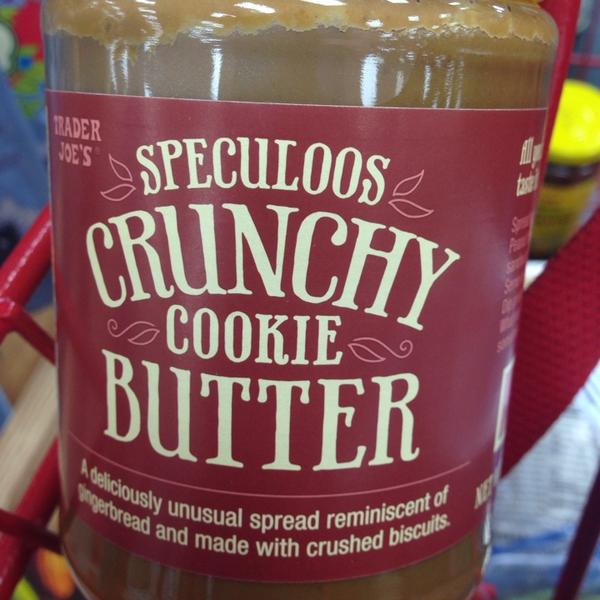 TRADER
JOE'S
SPECULOOS
CRUNCHY
COOKIE
BUTTER
A deliciously unusual spread reminiscent of
gingerbread and made with crushed biscuits.